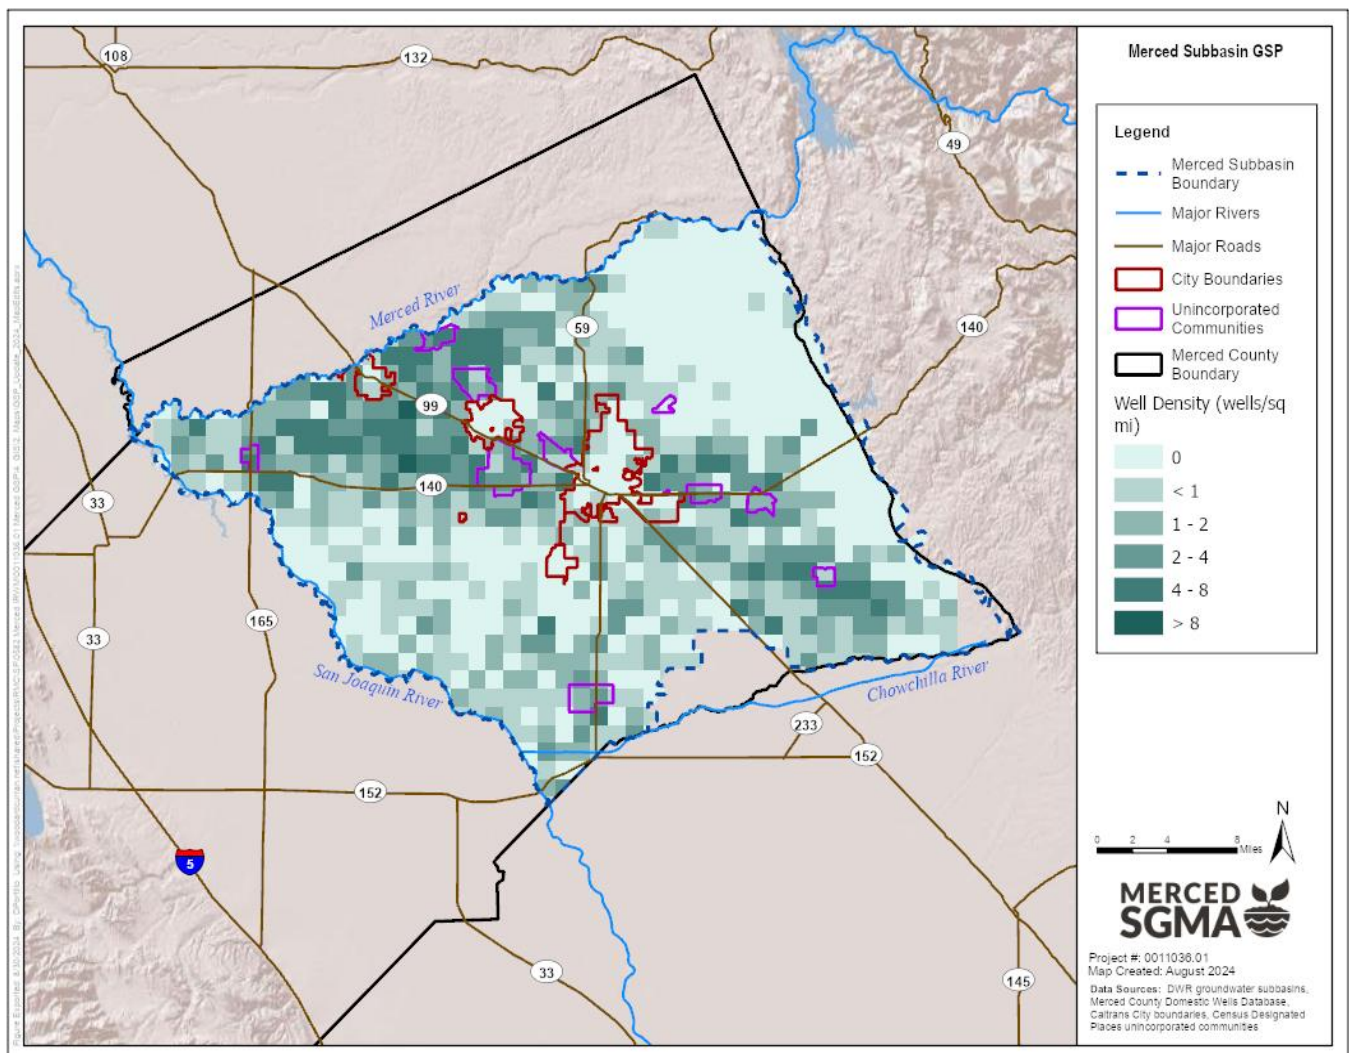 Merced Subbasin GSP
Legend
Merced Subbasin
Boundary
Major Rivers
Major Roads
City Boundaries
Unincorporated
Communities
Merced County
Boundary
Well Density (wells/sq
mi)
0
< 1
1 - 2
2 - 4
4 - 8
> 8
108
132
49
Merced River
59
140
99
140
33
165
33
San Joaquin River
Chowchilla River
233
152
152
5
33
145
N
0 2 4 8
Miles
MERCED
SGMA
Project #: 0011036.01
Map Created: August 2024
Data Sources: DWR groundwater subbasins,
Merced County Domestic Wells Database,
Caltrans City boundaries, Census Designated
Places unincorporated communities